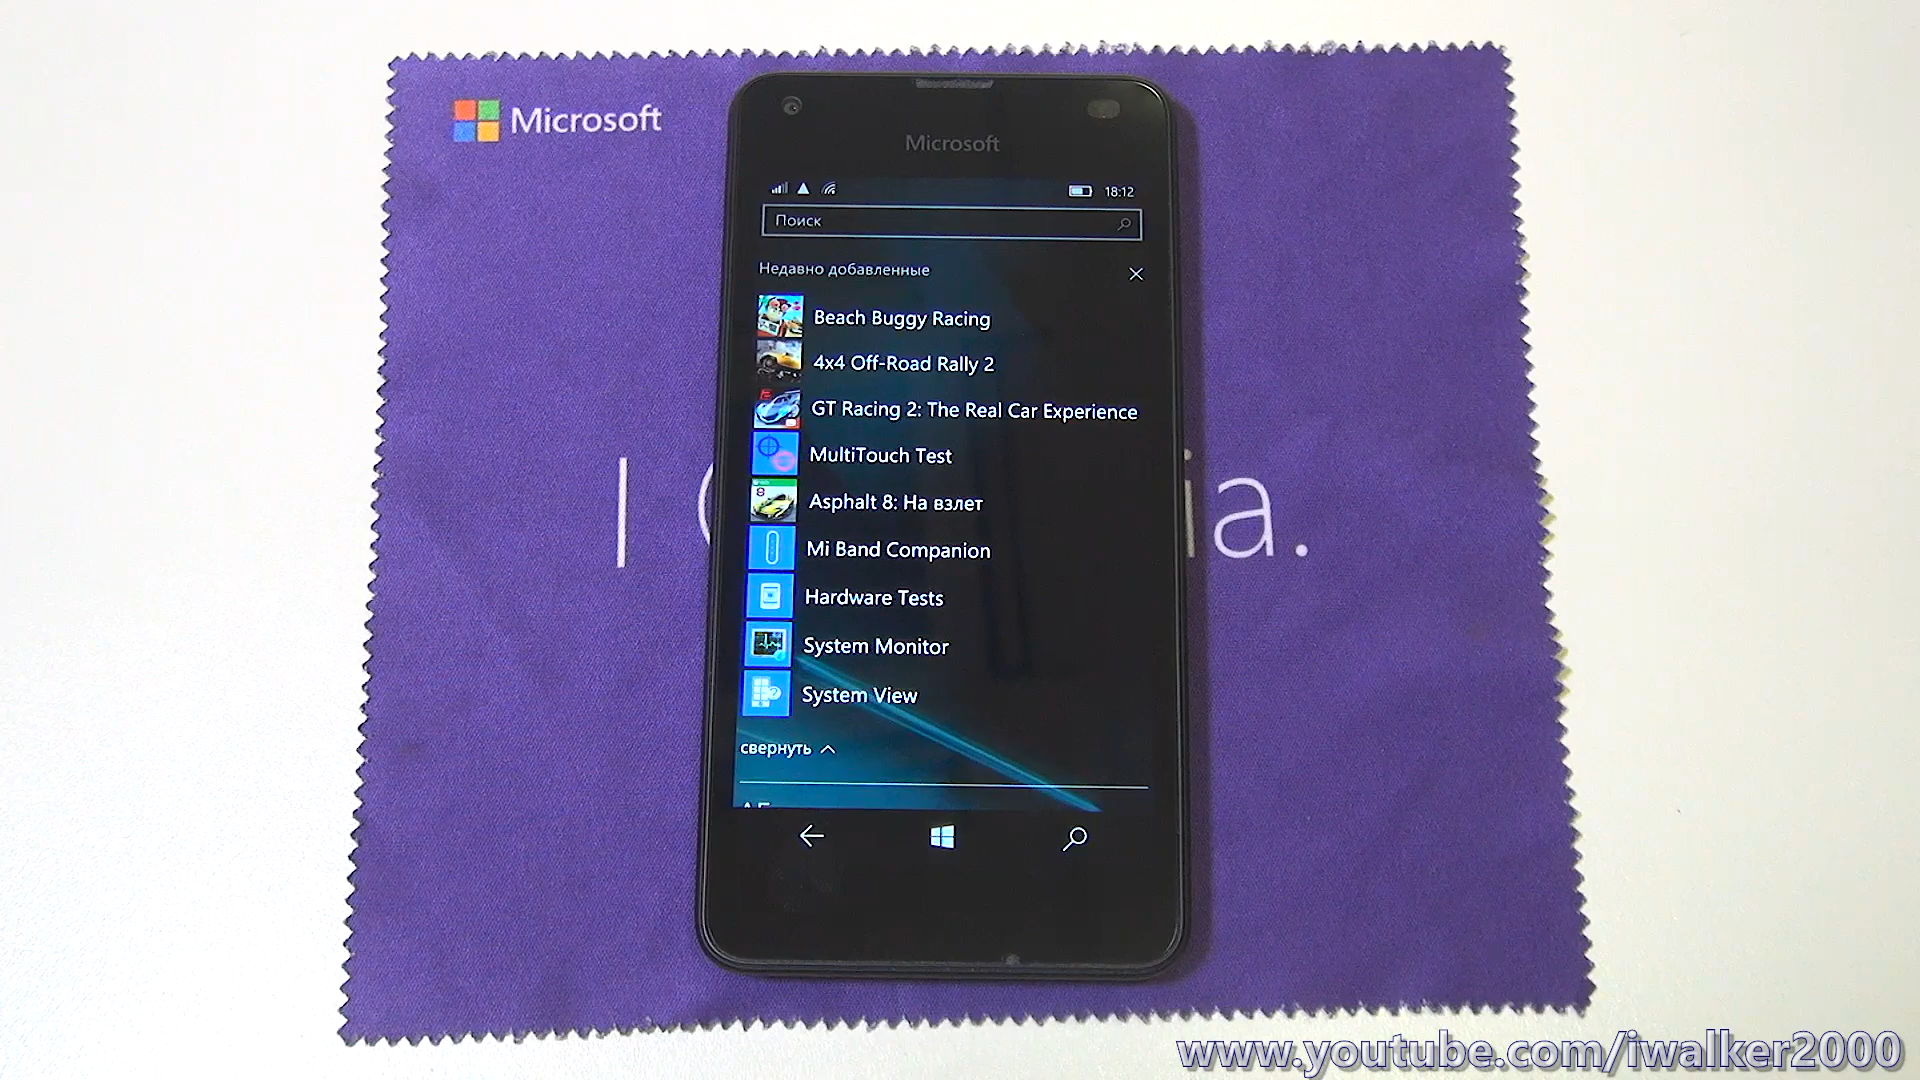 Microsoft
Microsoft
18:12
Поиск
Недавно добавленные
Beach Buggy Racing
4x4 Off-Road Rally 2
GT Racing 2: The Real Car Experience
MultiTouch Test
Asphalt 8: На взлет
Mi Band Companion
Hardware Tests
System Monitor
System View
свернуть
I ia.
www.youtube.com/iwalker2000